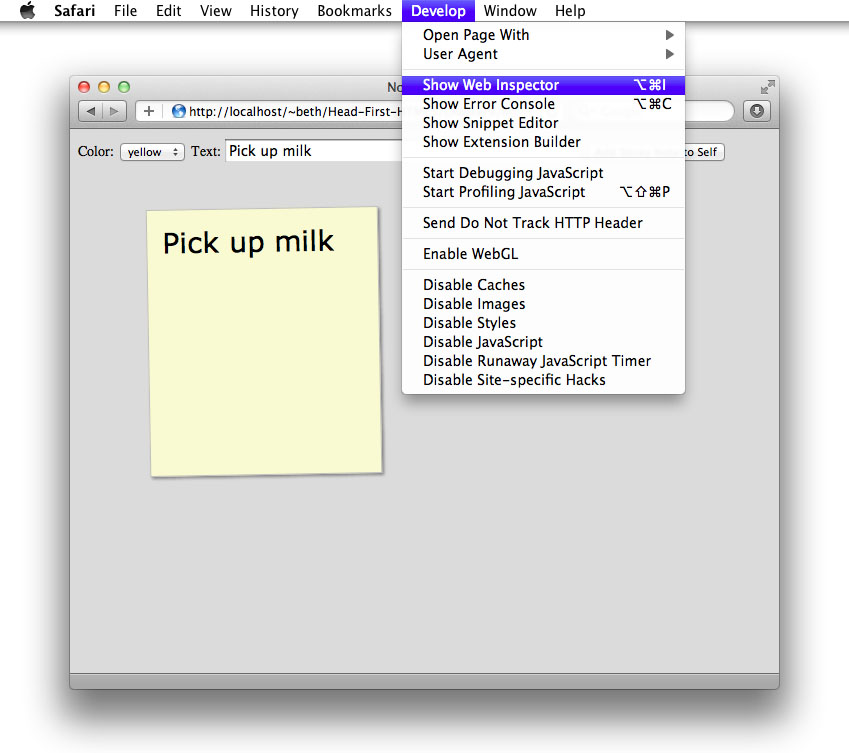 Safari File Edit View History Bookmarks Develop Window Help
Open Page With
User Agent
Show Web Inspector ⌥⌘I
Show Error Console ⌥⌘C
Show Snippet Editor
Show Extension Builder
Start Debugging JavaScript
Start Profiling JavaScript ⌥⇧⌘P
Send Do Not Track HTTP Header
Enable WebGL
Disable Caches
Disable Images
Disable Styles
Disable JavaScript
Disable Runaway JavaScript Timer
Disable Site-specific Hacks
No
http://localhost/~beth/Head-First-H
Color: yellow Text: Pick up milk to Self
Pick up milk